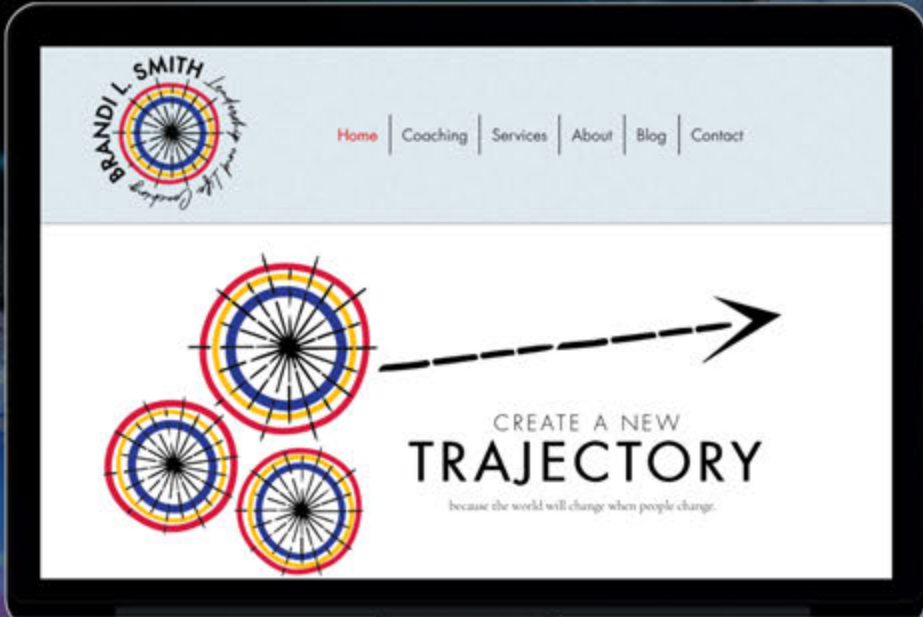 BRANDI L. SMITH
Leadership and Life Coaching
Home
Coaching
Services
About
Blog
Contact
CREATE A NEW
TRAJECTORY
because the world will change when people change.